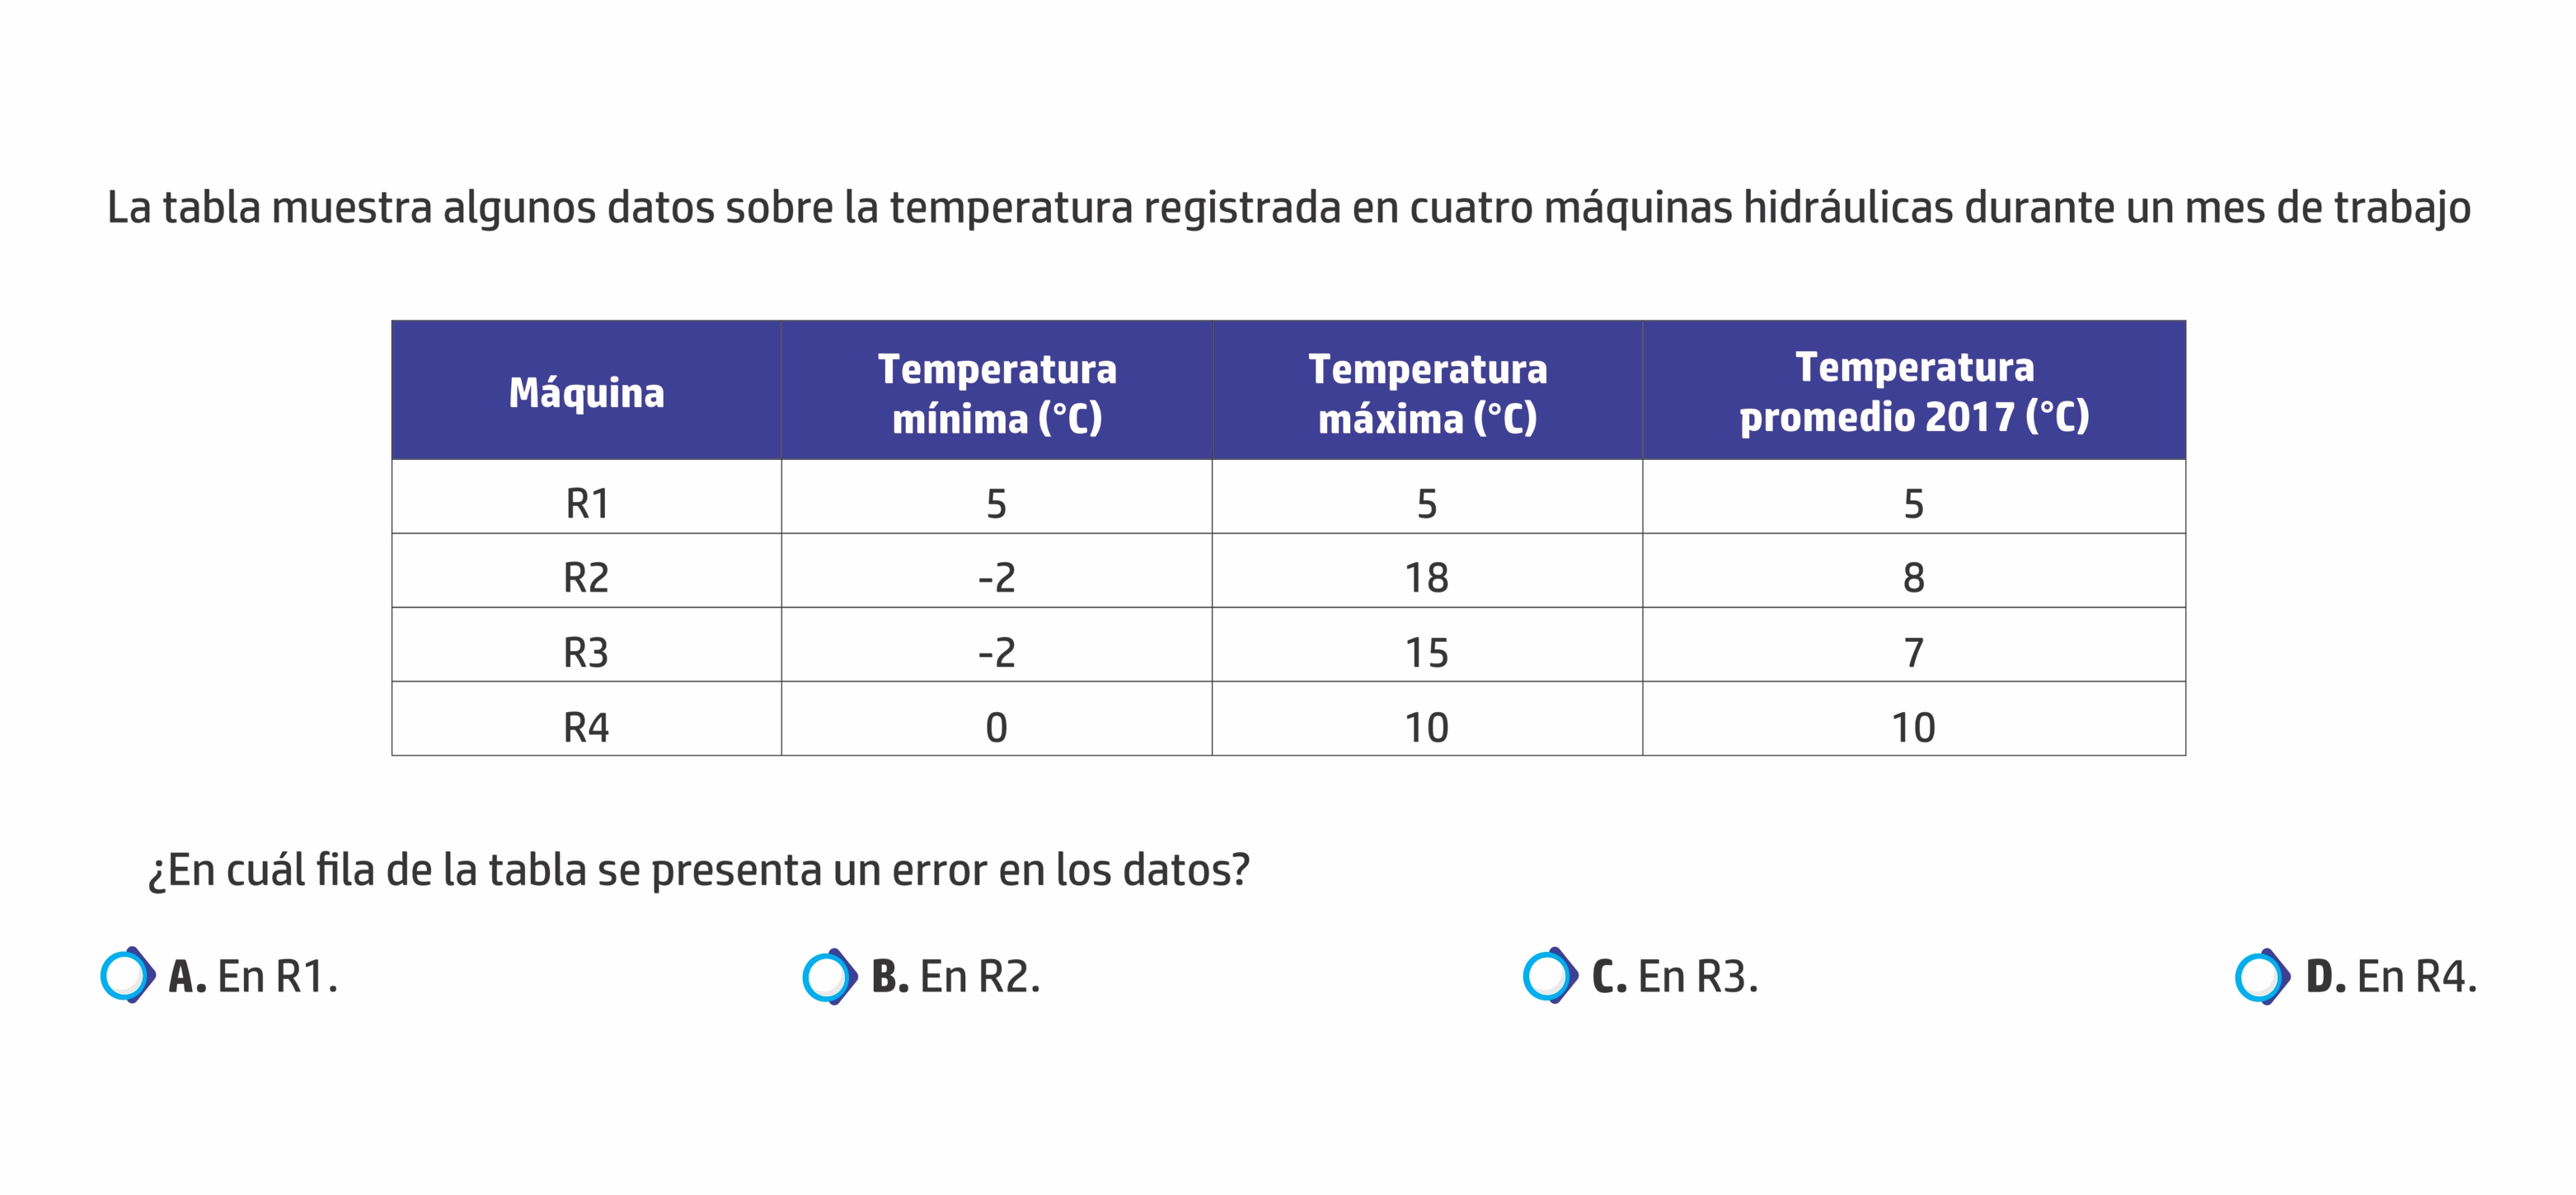 La tabla muestra algunos datos sobre la temperatura registrada en cuatro máquinas hidráulicas durante un mes de trabajo
Máquina Temperatura mínima (°C) Temperatura máxima (°C) Temperatura promedio 2017 (°C)
R1 5 5 5
R2 -2 18 8
R3 -2 15 7
R4 0 10 10
¿En cuál fila de la tabla se presenta un error en los datos?
A. En R1. B. En R2. C. En R3. D. En R4.